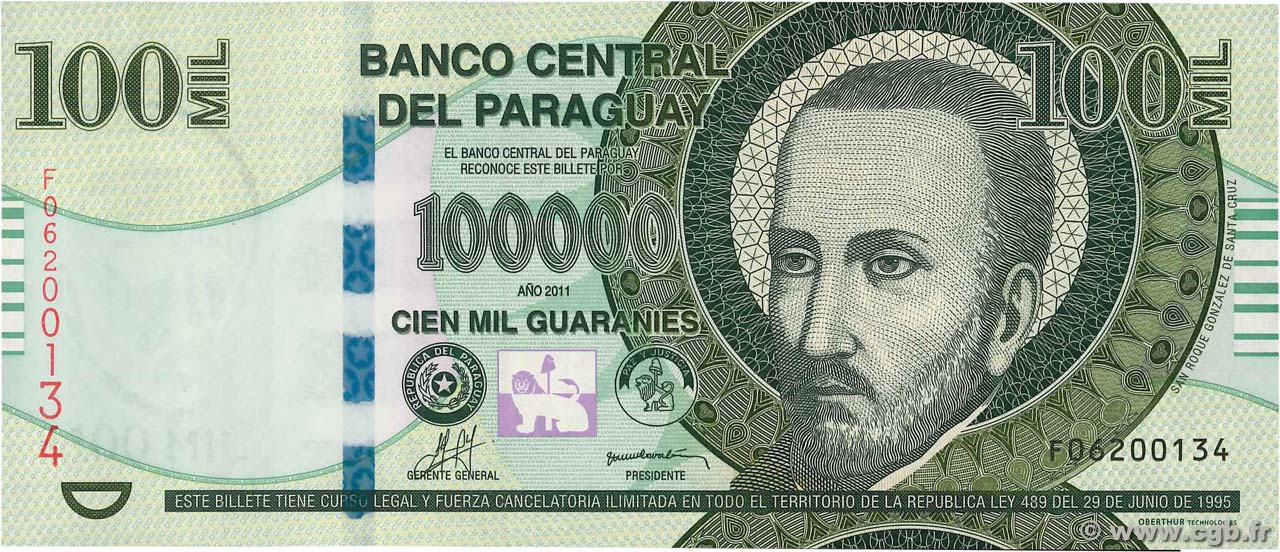 100 MIL
BANCO CENTRAL
DEL PARAGUAY
100 MIL
EL BANCO CENTRAL DEL PARAGUAY
RECONOCE ESTE BILLETE POR
100000
AÑO 2011
CIEN MIL GUARANIES
F06200134
REPUBLICA DEL PARAGUAY
PAZ Y JUSTICIA
GERENTE GENERAL
PRESIDENTE
SAN ROQUE GONZALEZ DE SANTA CRUZ
F06200134
ESTE BILLETE TIENE CURSO LEGAL Y FUERZA CANCELATORIA ILIMITADA EN TODO EL TERRITORIO DE LA REPUBLICA LEY 489 DEL 29 DE JUNIO DE 1995
OBERTHUR TECHNOLOGIES
© www.cgb.fr